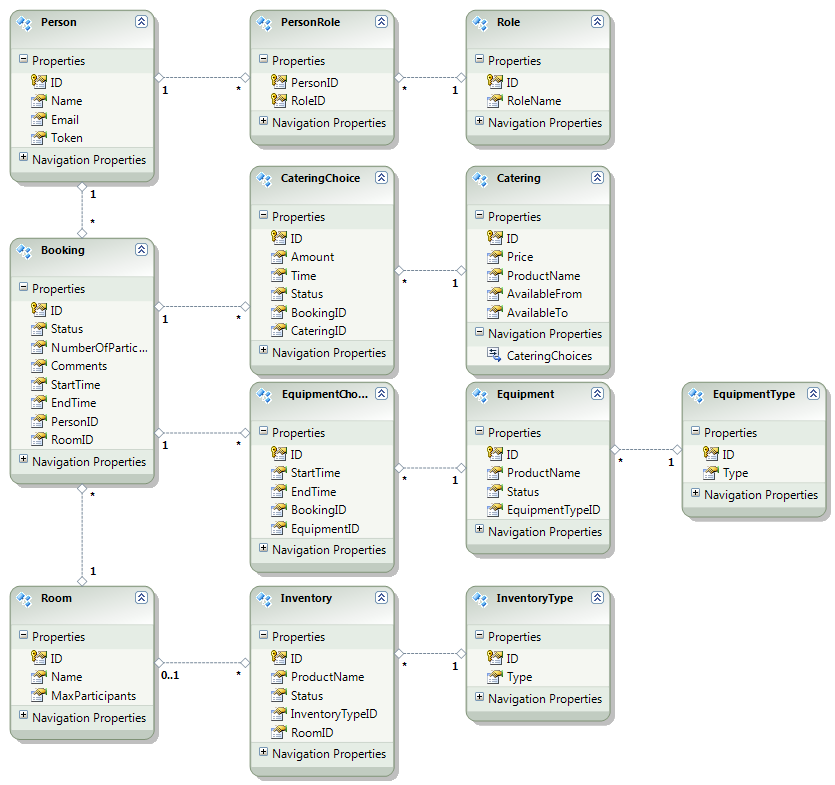 Person
Properties
ID
Name
Email
Token
Navigation Properties
1
*
PersonRole
Properties
PersonID
RoleID
Navigation Properties
*
1
Role
Properties
ID
RoleName
Navigation Properties
1
*
CateringChoice
Properties
ID
Amount
Time
Status
BookingID
CateringID
Navigation Properties
*
1
Catering
Properties
ID
Price
ProductName
AvailableFrom
AvailableTo
Navigation Properties
CateringChoices
Booking
Properties
ID
Status
NumberOfPartic...
Comments
StartTime
EndTime
PersonID
RoomID
Navigation Properties
1
*
1
*
EquipmentCho...
Properties
ID
StartTime
EndTime
BookingID
EquipmentID
Navigation Properties
*
1
Equipment
Properties
ID
ProductName
Status
EquipmentTypeID
Navigation Properties
*
1
EquipmentType
Properties
ID
Type
Navigation Properties
*
1
Room
Properties
ID
Name
MaxParticipants
Navigation Properties
0..1
*
Inventory
Properties
ID
ProductName
Status
InventoryTypeID
RoomID
Navigation Properties
*
1
InventoryType
Properties
ID
Type
Navigation Properties